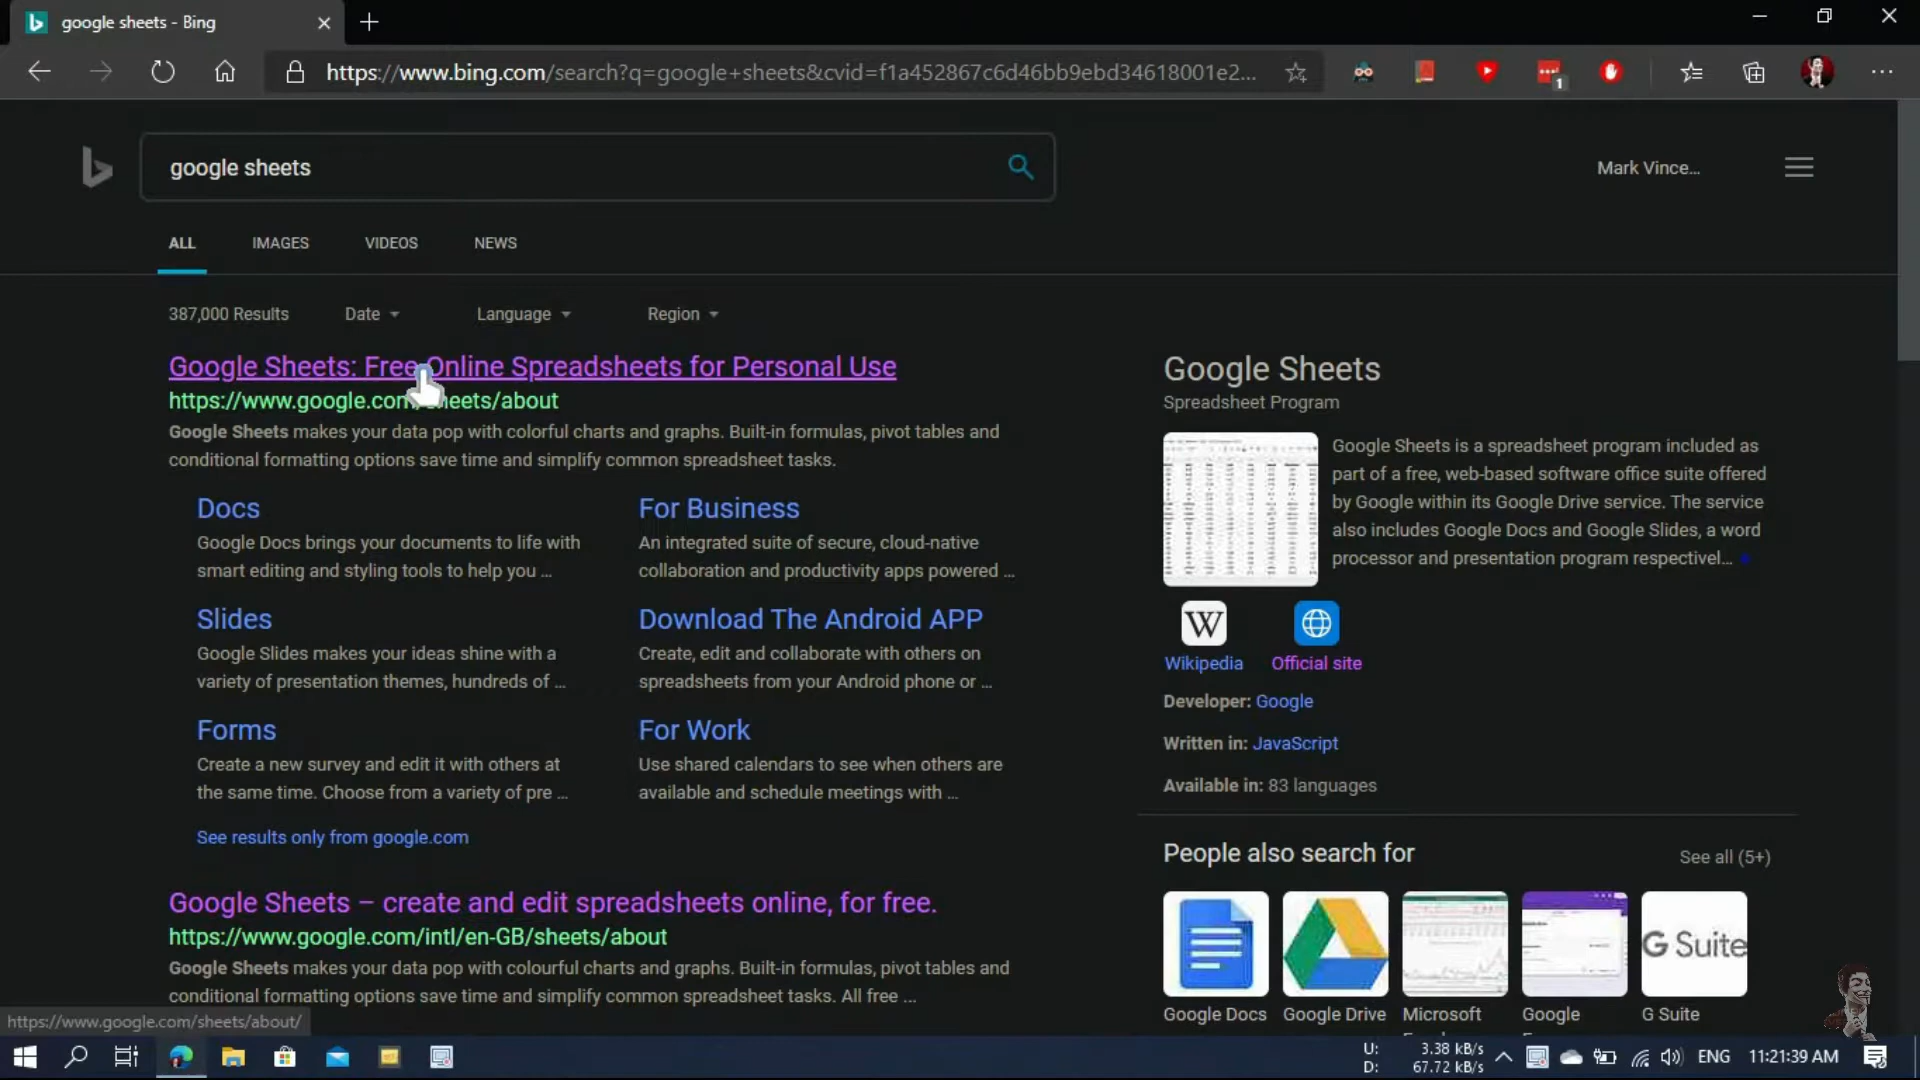 google sheets - Bing
https://www.bing.com/search?q=google+sheets&cvid=f1a452867c6d46bb9ebd34618001e2...
1
google sheets
Mark Vince...
ALL
IMAGES
VIDEOS
NEWS
387,000 Results
Date
Language
Region
Google Sheets: Free Online Spreadsheets for Personal Use
https://www.google.com/sheets/about
Google Sheets makes your data pop with colorful charts and graphs. Built-in formulas, pivot tables and
conditional formatting options save time and simplify common spreadsheet tasks.
Docs
Google Docs brings your documents to life with
smart editing and styling tools to help you ...
For Business
An integrated suite of secure, cloud-native
collaboration and productivity apps powered ...
Slides
Google Slides makes your ideas shine with a
variety of presentation themes, hundreds of ...
Download The Android APP
Create, edit and collaborate with others on
spreadsheets from your Android phone or ...
Forms
Create a new survey and edit it with others at
the same time. Choose from a variety of pre ...
For Work
Use shared calendars to see when others are
available and schedule meetings with ...
See results only from google.com
Google Sheets – create and edit spreadsheets online, for free.
https://www.google.com/intl/en-GB/sheets/about
Google Sheets makes your data pop with colourful charts and graphs. Built-in formulas, pivot tables and
conditional formatting options save time and simplify common spreadsheet tasks. All free ...
Google Sheets
Spreadsheet Program
Google Sheets is a spreadsheet program included as
part of a free, web-based software office suite offered
by Google within its Google Drive service. The service
also includes Google Docs and Google Slides, a word
processor and presentation program respectivel...
W
Wikipedia
Official site
Developer: Google
Written in: JavaScript
Available in: 83 languages
People also search for
See all (5+)
G Suite
Google Docs
Google Drive
Microsoft
Google
G Suite
https://www.google.com/sheets/about/
U: 3.38 kB/s
D: 67.72 kB/s
ENG
11:21:39 AM